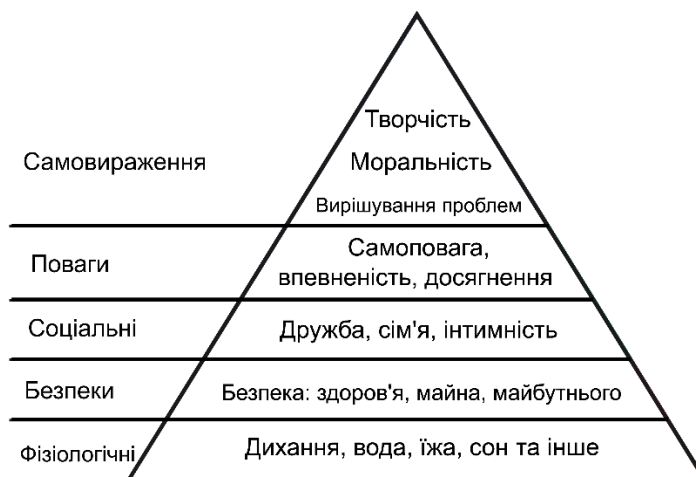 Творчість
Самовираження
Моральність
Вирішування проблем
Поваги
Самоповага,
впевненість, досягнення
Соціальні
Дружба, сім'я, інтимність
Безпеки
Безпека: здоров'я, майна, майбутнього
Фізіологічні
Дихання, вода, їжа, сон та інше